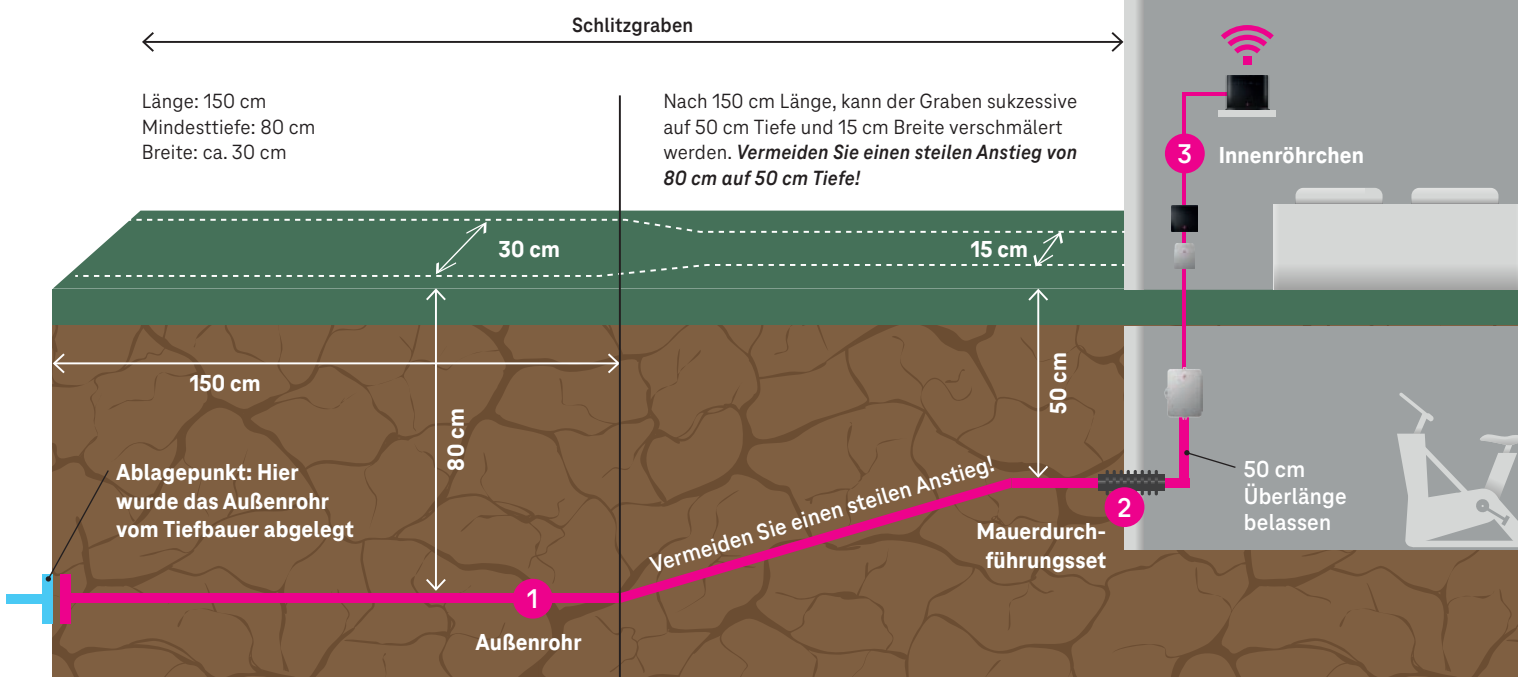 Schlitzgraben
Länge: 150 cm
Mindesttiefe: 80 cm
Breite: ca. 30 cm
Nach 150 cm Länge, kann der Graben sukzessive
auf 50 cm Tiefe und 15 cm Breite verschmälert
werden. Vermeiden Sie einen steilen Anstieg von
80 cm auf 50 cm Tiefe!
3 Innenröhrchen
30 cm
15 cm
150 cm
80 cm
50 cm
Ablagepunkt: Hier
wurde das Außenrohr
vom Tiefbauer abgelegt
Vermeiden Sie einen steilen Anstieg!
50 cm
Überlänge
belassen
2
Mauerdurch-
führungsset
1
Außenrohr